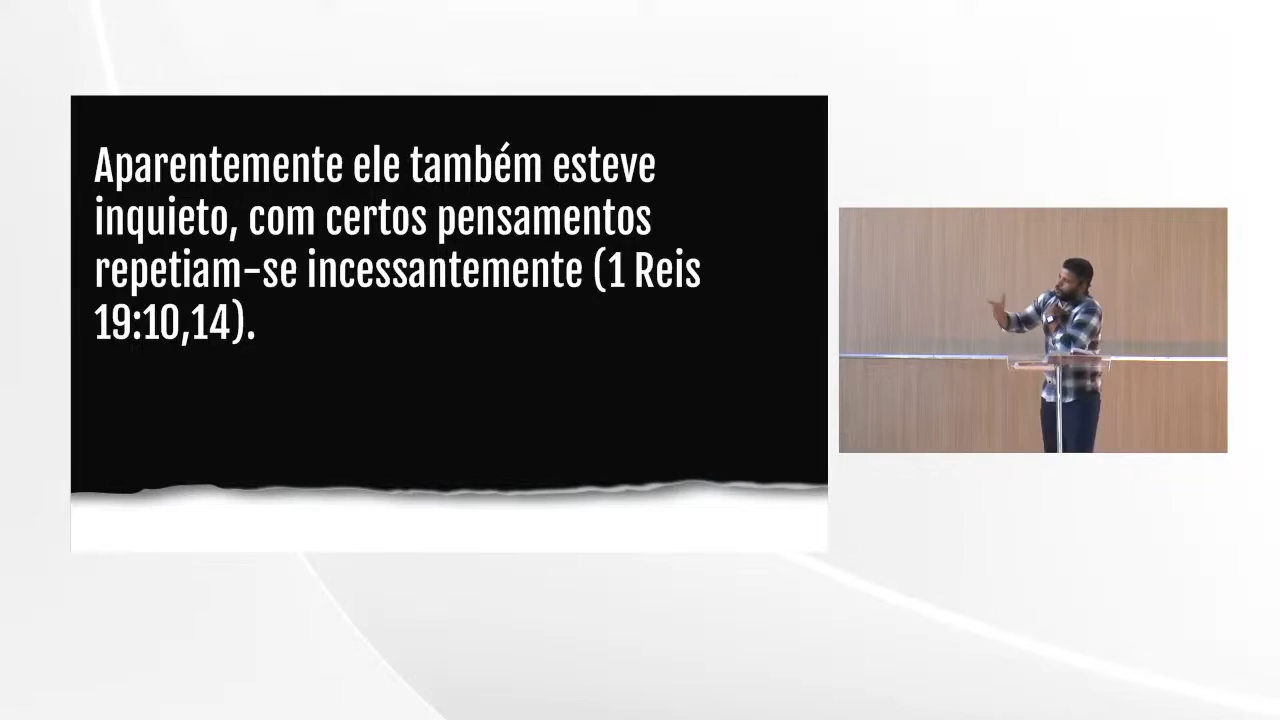 Aparentemente ele também esteve
inquieto, com certos pensamentos
repetiam-se incessantemente (1 Reis
19:10,14).